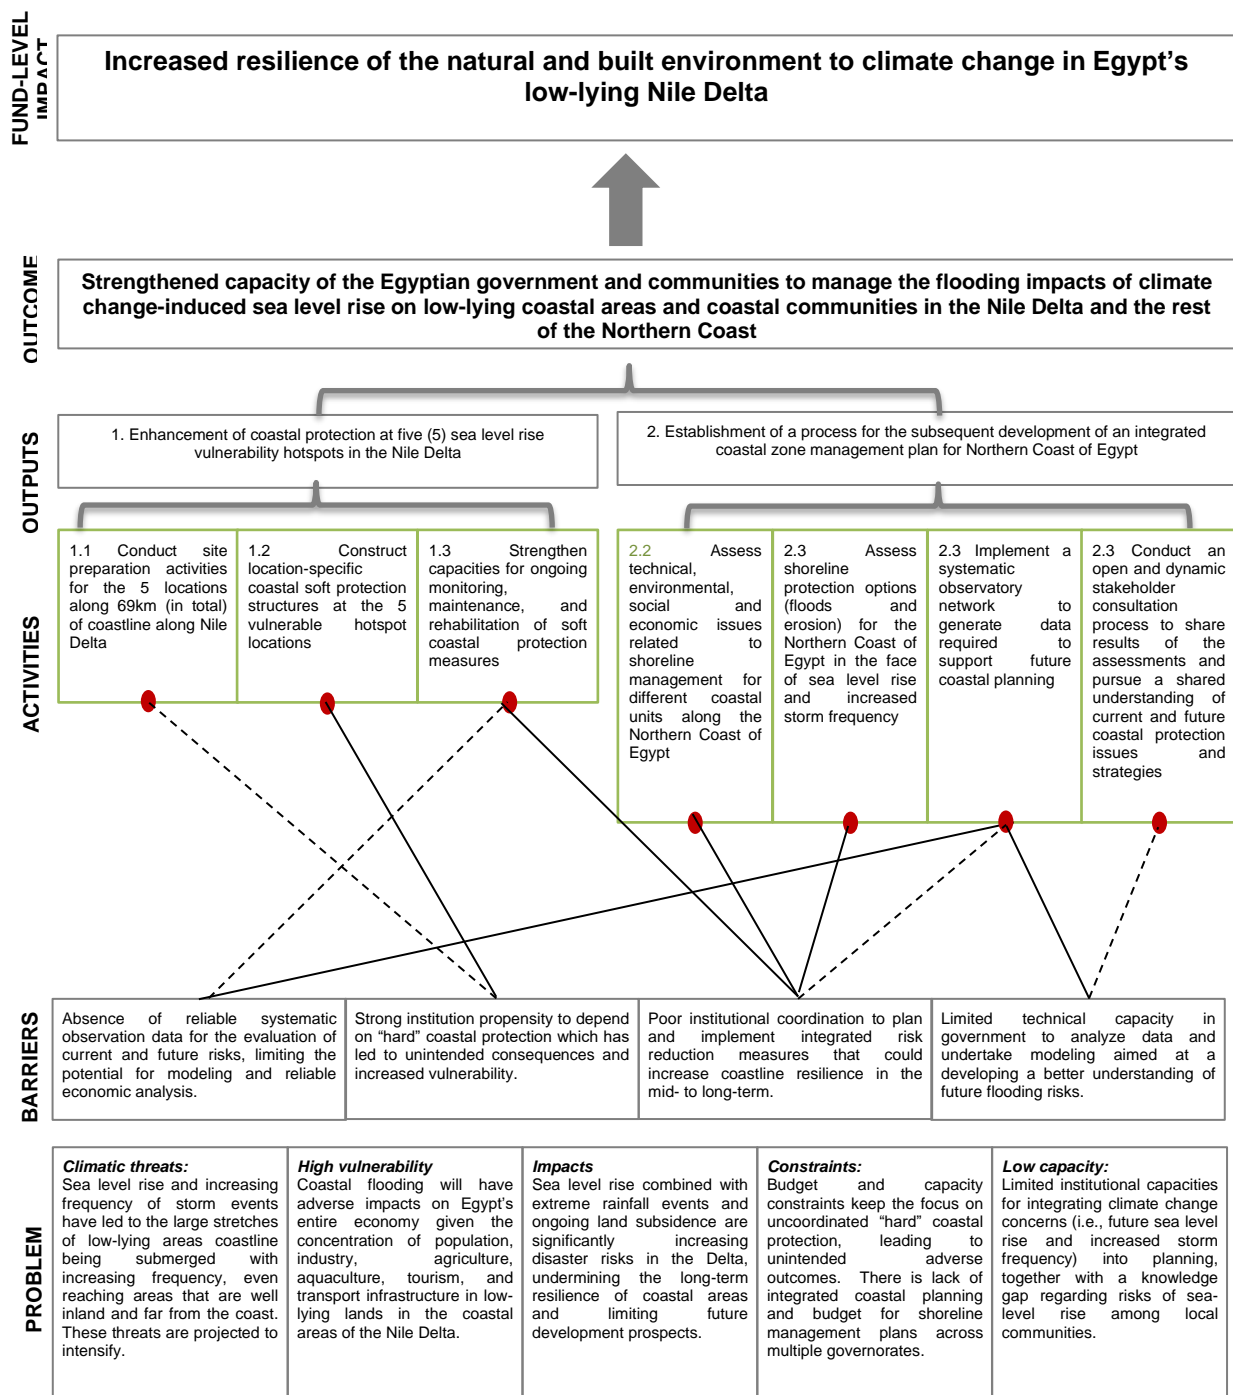 FUND-LEVEL
IMPACT
Increased resilience of the natural and built environment to climate change in Egypt's
low-lying Nile Delta
OUTCOME
Strengthened capacity of the Egyptian government and communities to manage the flooding impacts of climate
change-induced sea level rise on low-lying coastal areas and coastal communities in the Nile Delta and the rest
of the Northern Coast
OUTPUTS
1. Enhancement of coastal protection at five (5) sea level rise
vulnerability hotspots in the Nile Delta
2. Establishment of a process for the subsequent development of an integrated
coastal zone management plan for Northern Coast of Egypt
ACTIVITIES
1.1 Conduct site
preparation activities
for the 5 locations
along 69km (in total)
of coastline along Nile
Delta
1.2 Construct
location-specific
coastal soft protection
structures at the 5
vulnerable hotspot
locations
1.3 Strengthen
capacities for ongoing
monitoring,
maintenance, and
rehabilitation of soft
coastal protection
measures
2.2 Assess
technical,
environmental,
social and
economic issues
related to
shoreline
management for
different coastal
units along the
Northern Coast of
Egypt
2.3 Assess
shoreline
protection options
(floods and
erosion) for the
Northern Coast of
Egypt in the face
of sea level rise
and increased
storm frequency
2.3 Implement a
systematic
observatory
network to
generate data
required to
support future
coastal planning
2.3 Conduct an
open and dynamic
stakeholder
consultation
process to share
results of the
assessments and
pursue a shared
understanding of
current and future
coastal protection
issues and
strategies
BARRIERS
Absence of reliable systematic
observation data for the evaluation of
current and future risks, limiting the
potential for modeling and reliable
economic analysis.
Strong institution propensity to depend
on "hard" coastal protection which has
led to unintended consequences and
increased vulnerability.
Poor institutional coordination to plan
and implement integrated risk
reduction measures that could
increase coastline resilience in the
mid- to long-term.
Limited technical capacity in
government to analyze data and
undertake modeling aimed at a
developing a better understanding of
future flooding risks.
PROBLEM
Climatic threats:
Sea level rise and increasing
frequency of storm events
have led to the large stretches
of low-lying areas coastline
being submerged with
increasing frequency, even
reaching areas that are well
inland and far from the coast.
These threats are projected to
intensify.
High vulnerability
Coastal flooding will have
adverse impacts on Egypt's
entire economy given the
concentration of population,
industry, agriculture,
aquaculture, tourism, and
transport infrastructure in low-
lying lands in the coastal
areas of the Nile Delta.
Impacts
Sea level rise combined with
extreme rainfall events and
ongoing land subsidence are
significantly increasing
disaster risks in the Delta,
undermining the long-term
resilience of coastal areas
and limiting future
development prospects.
Constraints:
Budget and capacity
constraints keep the focus on
uncoordinated "hard" coastal
protection, leading to
unintended adverse
outcomes. There is lack of
integrated coastal planning
and budget for shoreline
management plans across
multiple governorates.
Low capacity:
Limited institutional capacities
for integrating climate change
concerns (i.e., future sea level
rise and increased storm
frequency) into planning,
together with a knowledge
gap regarding risks of sea-
level rise among local
communities.